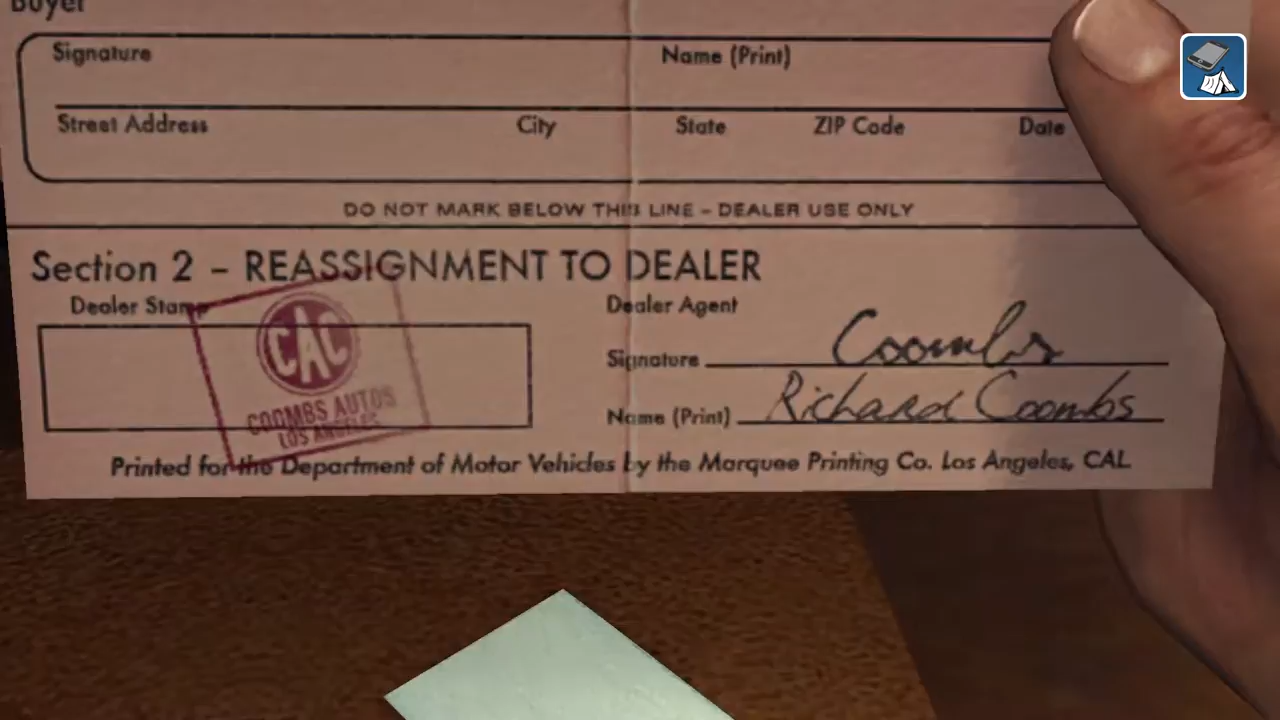 Buyer
Signature Name (Print)
Street Address City State ZIP Code Date
DO NOT MARK BELOW THIS LINE – DEALER USE ONLY
Section 2 – REASSIGNMENT TO DEALER
Dealer Stamp Dealer Agent
CAC
COOMBS AUTOS
LOS ANGELES
Signature Coombs
Name (Print) Richard Coombs
Printed for the Department of Motor Vehicles by the Marquee Printing Co. Los Angeles, CAL